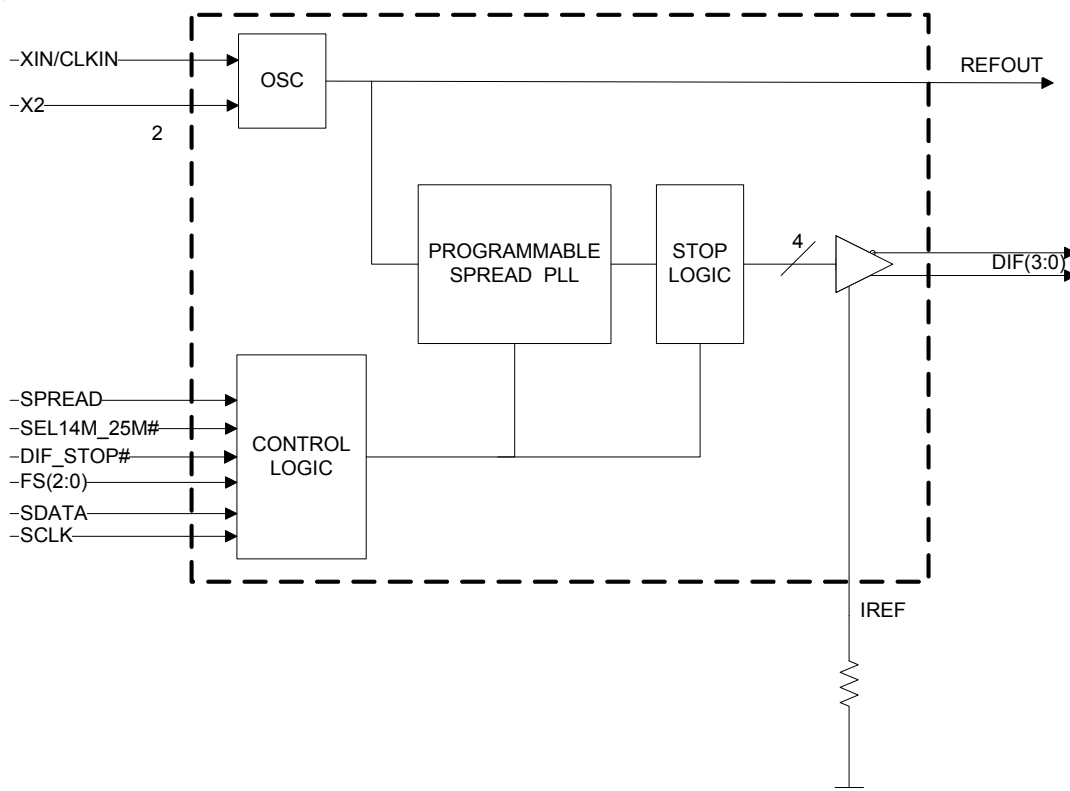 XIN/CLKIN
OSC
REFOUT
X2
2
PROGRAMMABLE
SPREAD PLL
STOP
LOGIC
4
DIF(3:0)
SPREAD
SEL14M_25M#
DIF_STOP#
FS(2:0)
SDATA
SCLK
CONTROL
LOGIC
IREF